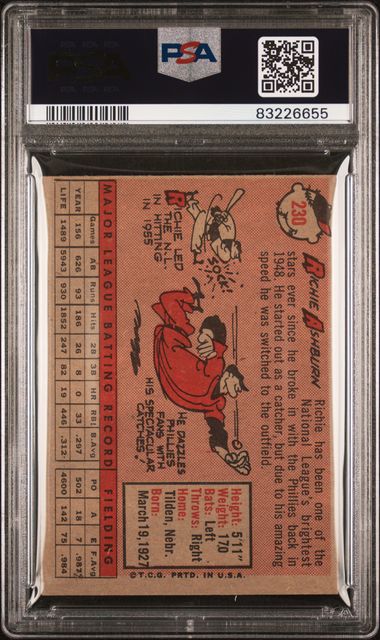 PSA
83226655
230
RICHIE ASHBURN
Richie has been one of the
National League's brightest
stars ever since he broke in with the Phillies back in
1948. He started out as a catcher, but due to his amazing
speed he was switched to the outfield.
SOCK!
RICHIE LED
THE N.L.
IN HITTING
IN 1955
HE DAZZLES
PHILLIES
FANS WITH
HIS SPECTACULAR
CATCHES!
Height: 5'11"
Weight: 170
Bats: Left
Throws: Right
Home:
Tilden, Nebr.
Born:
March 19, 1927
MAJOR LEAGUE BATTING RECORD FIELDING
Games AB Runs Hits 2B 3B HR RBI B.Avg PO A E F.Avg
YEAR 156 626 93 186 26 8 0 33 .297 502 18 7 .987
LIFE 1489 5943 930 1852 247 82 19 446 .312 4600 142 75 .984
© T.C.G. PRTD. IN U.S.A.